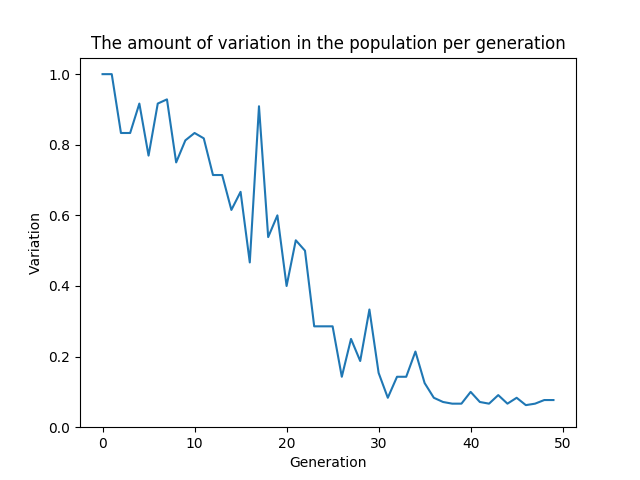 The amount of variation in the population per generation
1.0
0.8
0.6
0.4
0.2
0.0
Variation
0 10 20 30 40 50
Generation